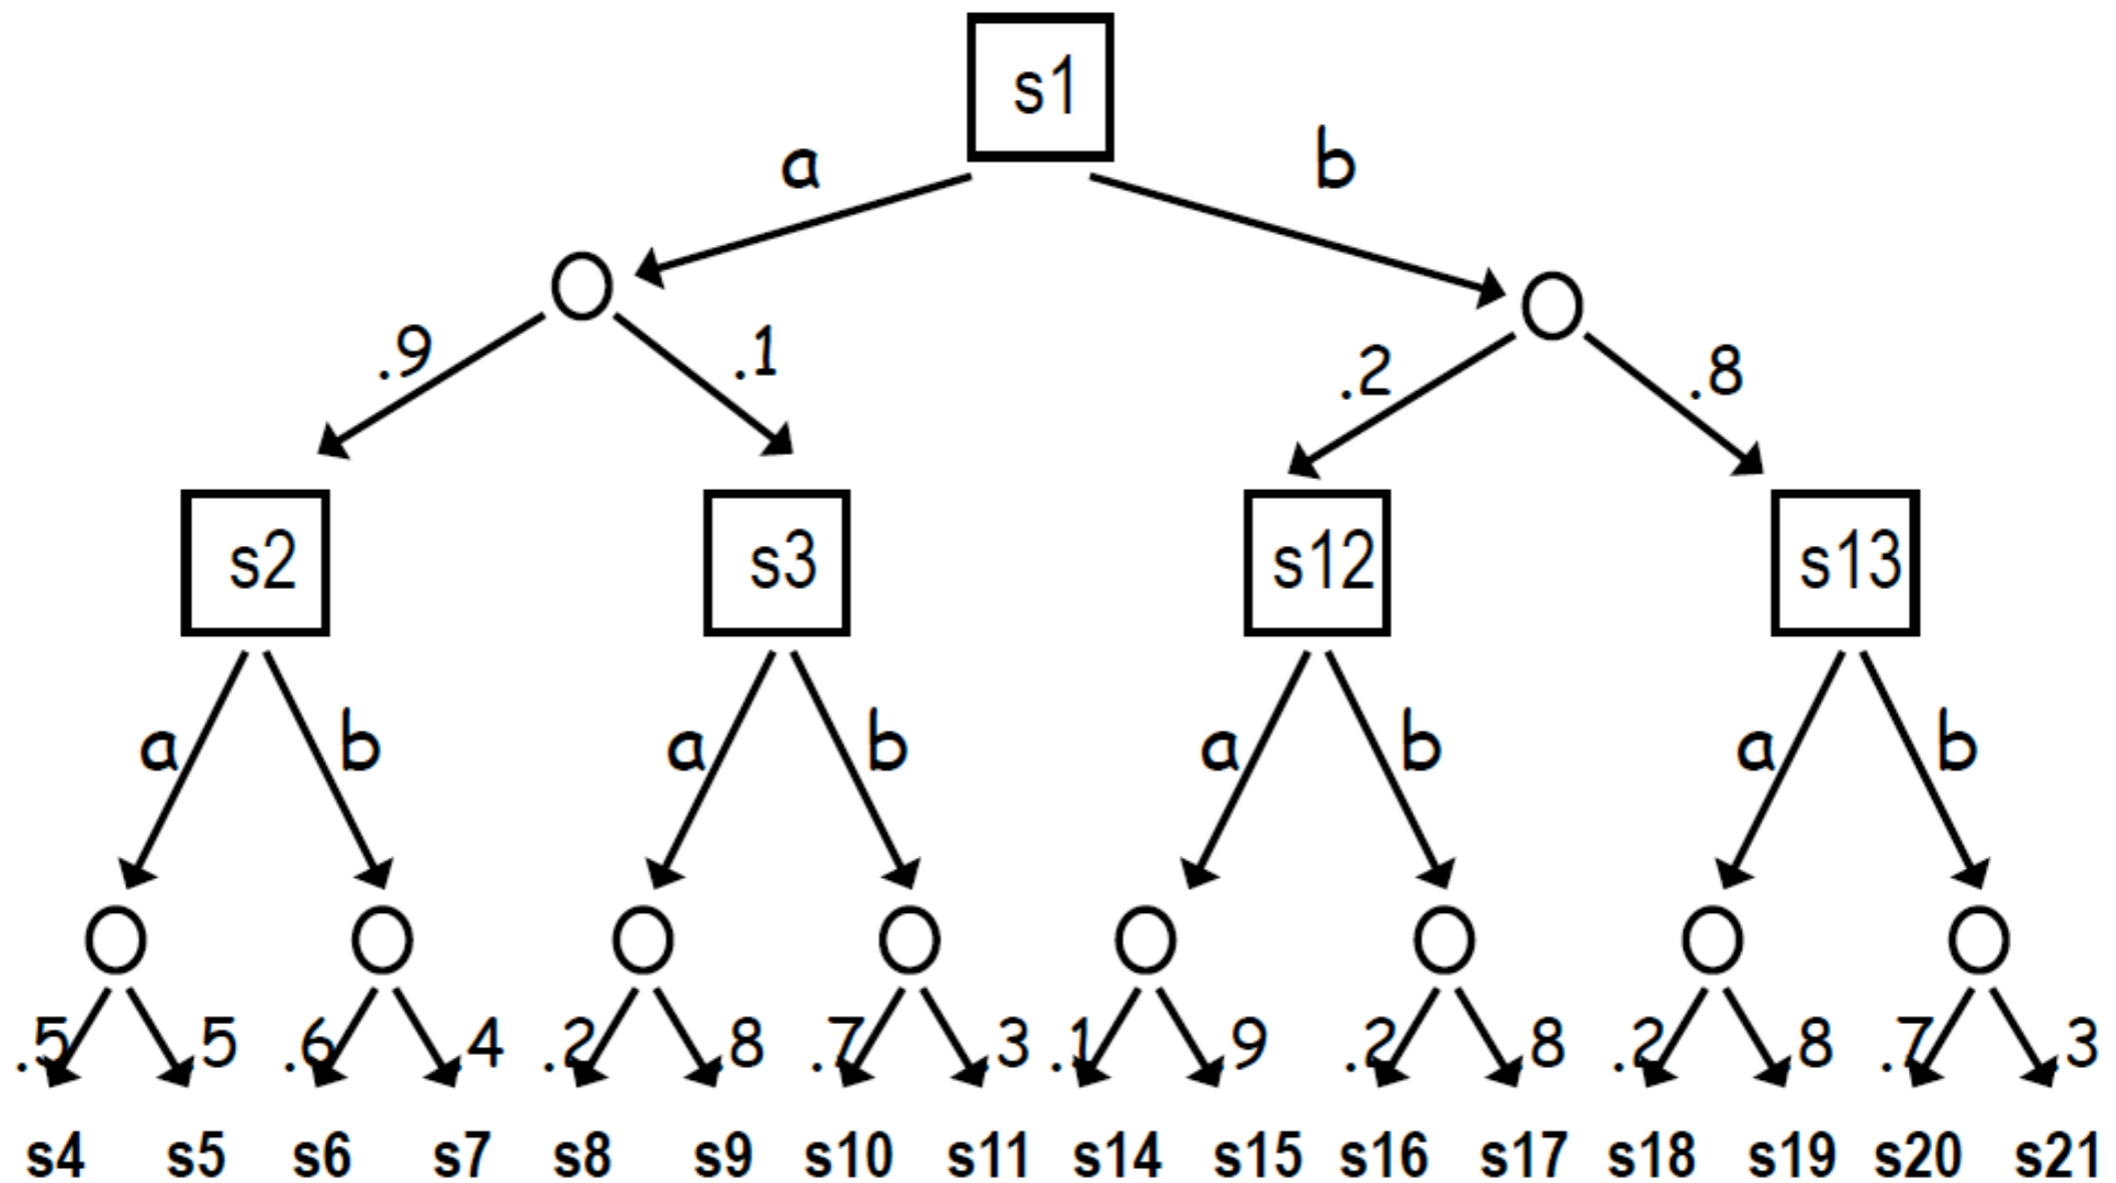 s1
a b
.9 .1 .2 .8
s2 s3 s12 s13
a b a b a b a b
.5 .5 .6 .4 .2 .8 .7 .3 .1 .9 .2 .8 .2 .8 .7 .3
s4 s5 s6 s7 s8 s9 s10 s11 s14 s15 s16 s17 s18 s19 s20 s21